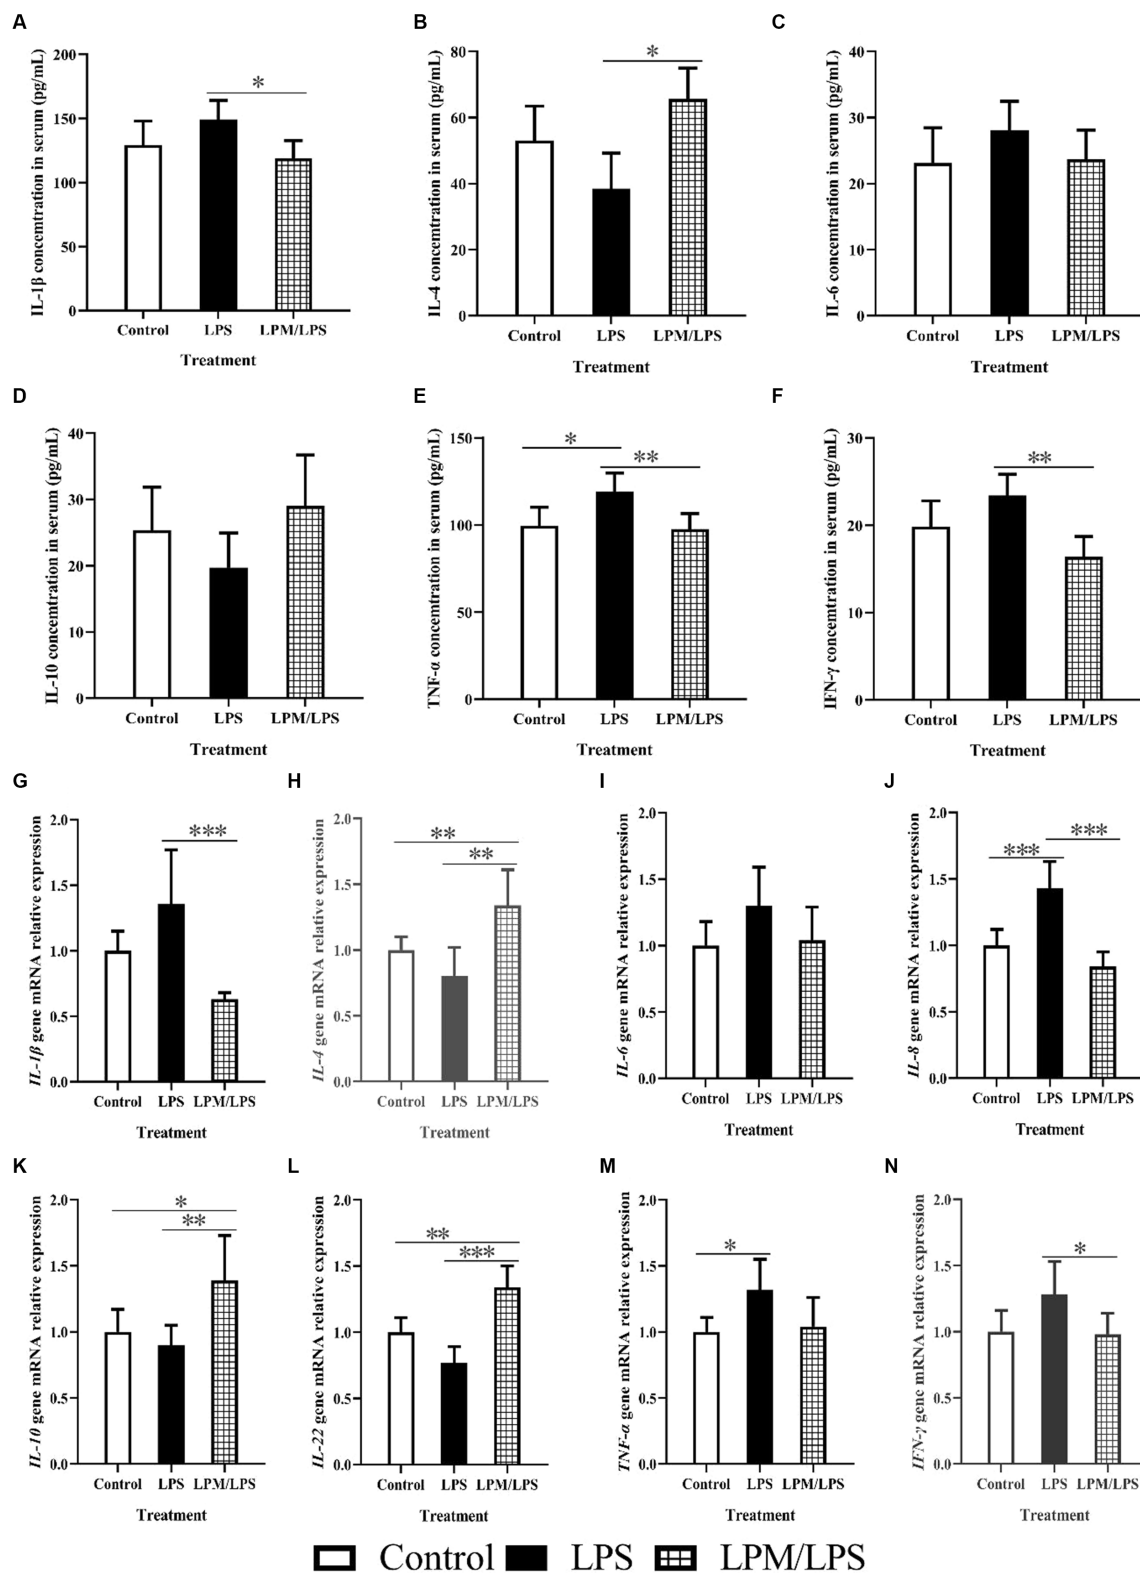 A
IL-1β concemtration in serum (pg/mL)
200
150
100
50
0
*
Control LPS LPM/LPS
Treatment
B
IL-4 concemtration in serum (pg/mL)
80
60
40
20
0
*
Control LPS LPM/LPS
Treatment
C
IL-6 concemtration in serum (pg/mL)
40
30
20
10
0
Control LPS LPM/LPS
Treatment
D
IL-10 concemtration in serum (pg/mL)
40
30
20
10
0
Control LPS LPM/LPS
Treatment
E
TNF-α concemtration in serum (pg/mL)
150
100
50
0
*
**
Control LPS LPM/LPS
Treatment
F
IFN-γ concemtration in serum (pg/mL)
30
20
10
0
**
Control LPS LPM/LPS
Treatment
G
IL-1β gene mRNA relative expression
2.0
1.5
1.0
0.5
0.0
***
Control LPS LPM/LPS
Treatment
H
IL-4 gene mRNA relative expression
2.0
1.5
1.0
0.5
0.0
**
**
Control LPS LPM/LPS
Treatment
I
IL-6 gene mRNA relative expression
2.0
1.5
1.0
0.5
0.0
Control LPS LPM/LPS
Treatment
J
IL-8 gene mRNA relative expression
2.0
1.5
1.0
0.5
0.0
***
***
Control LPS LPM/LPS
Treatment
K
IL-10 gene mRNA relative expression
2.0
1.5
1.0
0.5
0.0
*
**
Control LPS LPM/LPS
Treatment
L
IL-22 gene mRNA relative expression
2.0
1.5
1.0
0.5
0.0
**
***
Control LPS LPM/LPS
Treatment
M
TNF-α gene mRNA relative expression
2.0
1.5
1.0
0.5
0.0
*
Control LPS LPM/LPS
Treatment
N
IFN-γ gene mRNA relative expression
2.0
1.5
1.0
0.5
0.0
*
Control LPS LPM/LPS
Treatment
Control LPS LPM/LPS